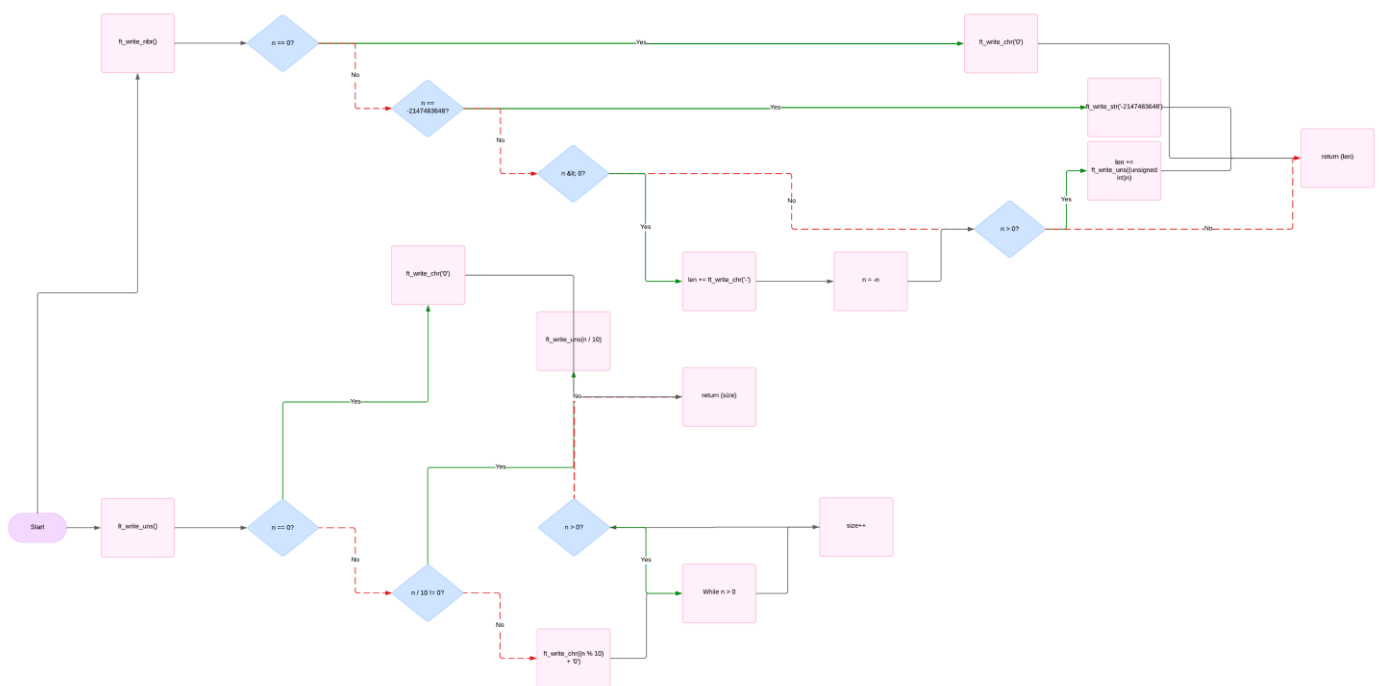 ft_write_nbr()
n == 0?
Yes
ft_write_chr('0')
No
n ==
-2147483648?
Yes
ft_write_str('-2147483648')
No
n &lt; 0?
No
Yes
len +=
ft_write_uns((unsigned
int)n)
return (len)
Yes
n > 0?
No
len += ft_write_chr('-')
n = -n
ft_write_chr('0')
ft_write_uns(n / 10)
No
return (size)
Yes
Yes
Start
ft_write_uns()
n == 0?
No
n / 10 != 0?
n > 0?
Yes
size++
While n > 0
No
ft_write_chr((n % 10)
+ '0')